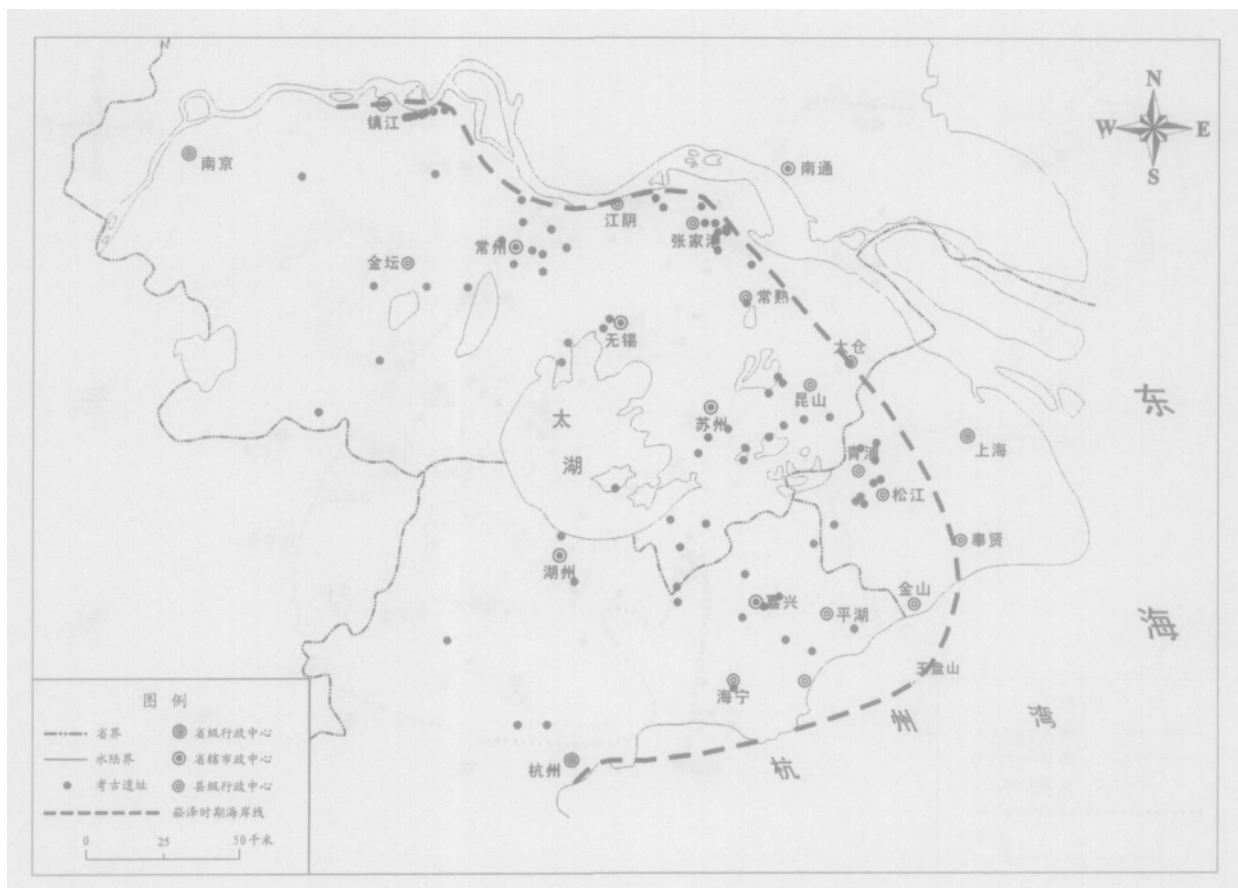 N
W E
S
镇江
南京
南通
江阴
张家港
常州
金坛
常熟
无锡
太仓
昆山
苏州
太
湖
东
海
上海
青浦
松江
奉贤
湖州
嘉兴
金山
平湖
王盘山
海宁
杭州
杭
州
湾
图 例
省界
省级行政中心
水陆界
省辖市政中心
考古遗址
县级行政中心
崧泽时期海岸线
0 25 50千米